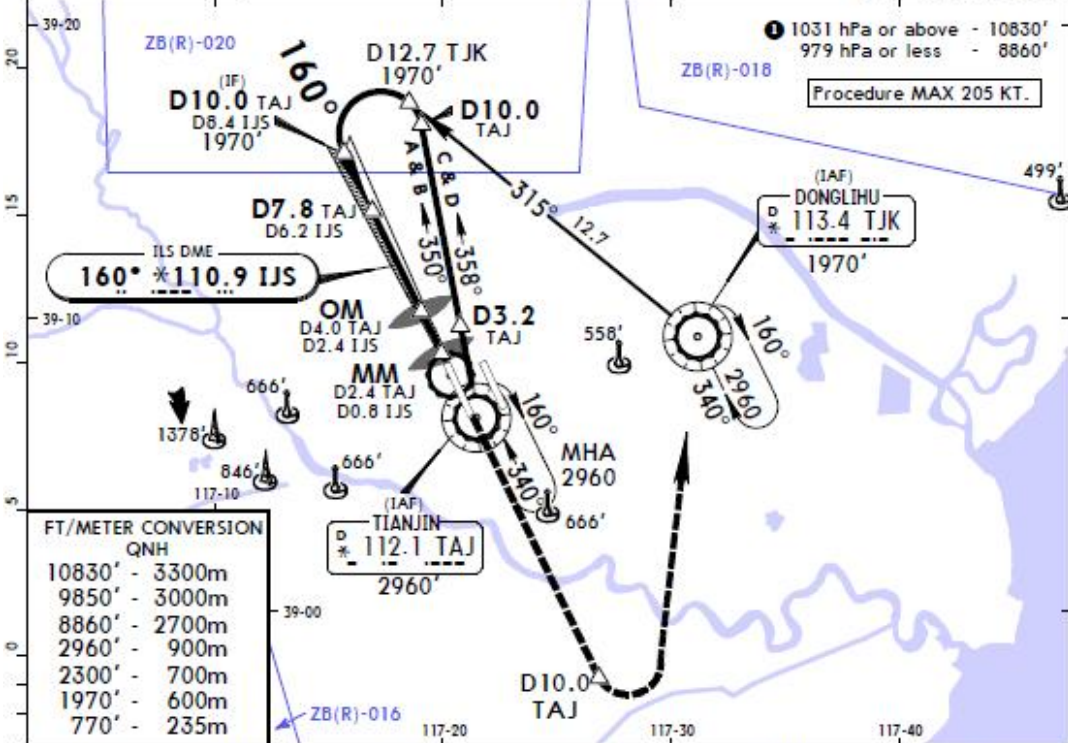 39-20
ZB(R)-020
160°
D12.7 TJK
1970'
ZB(R)-018
1 1031 hPa or above - 10830'
979 hPa or less - 8860'
Procedure MAX 205 KT.
20
(IF)
D10.0 TAJ
D8.4 IJS
1970'
D10.0
TAJ
A & B
C & D
350°
358°
315°
12.7
(IAF)
DONGLIHU
D
* 113.4 TJK
1970'
499'
15
D7.8 TAJ
D6.2 IJS
ILS DME
160° *110.9 IJS
39-10
OM
D4.0 TAJ
D2.4 IJS
D3.2
TAJ
558'
160°
2960
340°
10
MM
D2.4 TAJ
D0.8 IJS
666'
1378'
846'
666'
117-10
160°
340°
MHA
2960
666'
5
(IAF)
TIANJIN
D
* 112.1 TAJ
2960'
FT/METER CONVERSION
QNH
10830' - 3300m
9850' - 3000m
8860' - 2700m
2960' - 900m
2300' - 700m
1970' - 600m
770' - 235m
39-00
0
D10.0
TAJ
ZB(R)-016
117-20
117-30
117-40